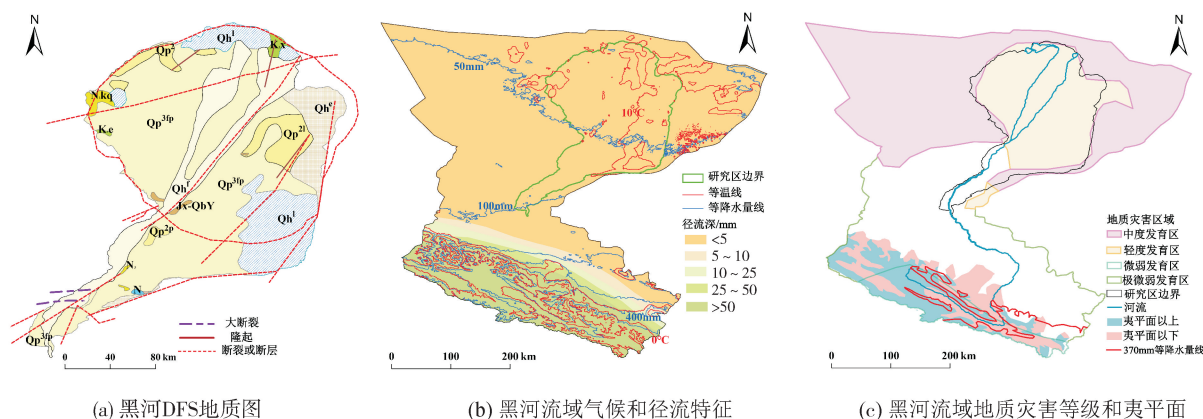 N
Qp²
Qh¹
K x
N kq
K e
Qp³ᶠᵖ
Qhᵉ
Qp²ˡ
Qp³ᶠᵖ
Qhᶠ
Jx-QbY
Qp²ᵖ
Qh¹
N
N
Qp³ᶠᵖ
大断裂
隆起
断裂或断层
0 40 80 km
(a) 黑河DFS地质图
N
50mm
10℃
100mm
400mm
0℃
研究区边界
等温线
等降水量线
径流深/mm
<5
5~10
10~25
25~50
>50
0 100 200 km
(b) 黑河流域气候和径流特征
N
地质灾害区域
中度发育区
轻度发育区
微弱发育区
极微弱发育区
研究区边界
河流
夷平面以上
夷平面以下
370mm等降水量线
0 100 200 km
(c) 黑河流域地质灾害等级和夷平面